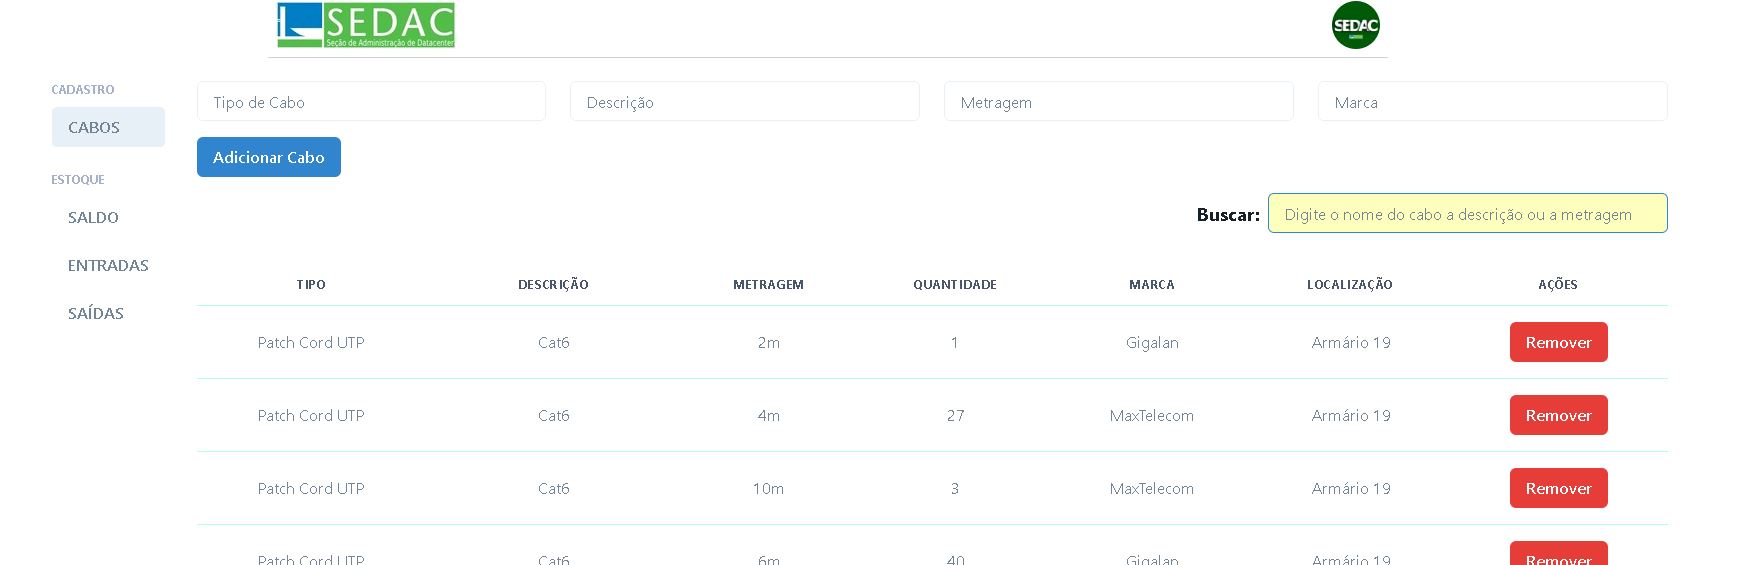 SEDAC
Seção de Administração de Datacenter
SEDAC
CADASTRO
CABOS
ESTOQUE
SALDO
ENTRADAS
SAÍDAS
Tipo de Cabo Descrição Metragem Marca
Adicionar Cabo
Buscar: Digite o nome do cabo a descrição ou a metragem
TIPO DESCRIÇÃO METRAGEM QUANTIDADE MARCA LOCALIZAÇÃO AÇÕES
Patch Cord UTP Cat6 2m 1 Gigalan Armário 19 Remover
Patch Cord UTP Cat6 4m 27 MaxTelecom Armário 19 Remover
Patch Cord UTP Cat6 10m 3 MaxTelecom Armário 19 Remover
Patch Cord UTP Cat6 6m 40 Gigalan Armário 19 Remover